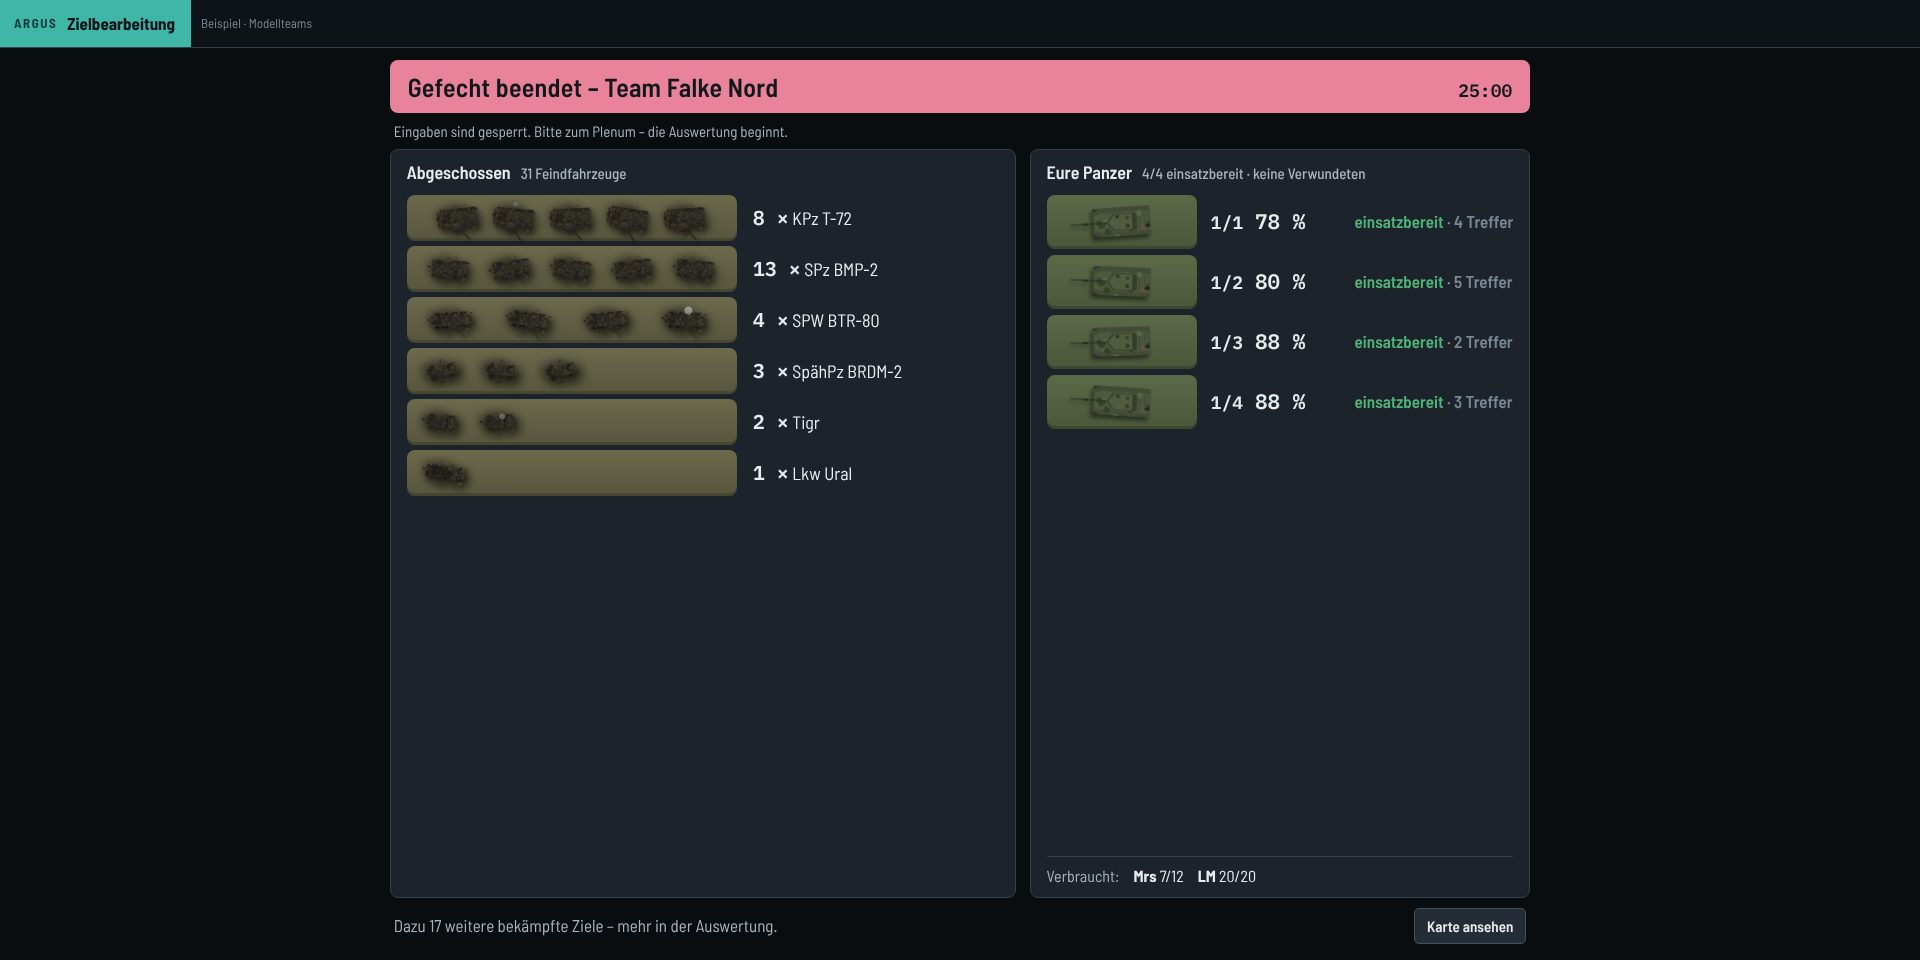 ARGUS Zielbearbeitung Beispiel · Modellteams
Gefecht beendet – Team Falke Nord 25:00
Eingaben sind gesperrt. Bitte zum Plenum – die Auswertung beginnt.
Abgeschossen 31 Feindfahrzeuge
8 × KPz T-72
13 × SPz BMP-2
4 × SPW BTR-80
3 × SpähPz BRDM-2
2 × Tigr
1 × Lkw Ural
Eure Panzer 4/4 einsatzbereit · keine Verwundeten
1/1 78 % einsatzbereit · 4 Treffer
1/2 80 % einsatzbereit · 5 Treffer
1/3 88 % einsatzbereit · 2 Treffer
1/4 88 % einsatzbereit · 3 Treffer
Verbraucht: Mrs 7/12 LM 20/20
Dazu 17 weitere bekämpfte Ziele – mehr in der Auswertung.
Karte ansehen